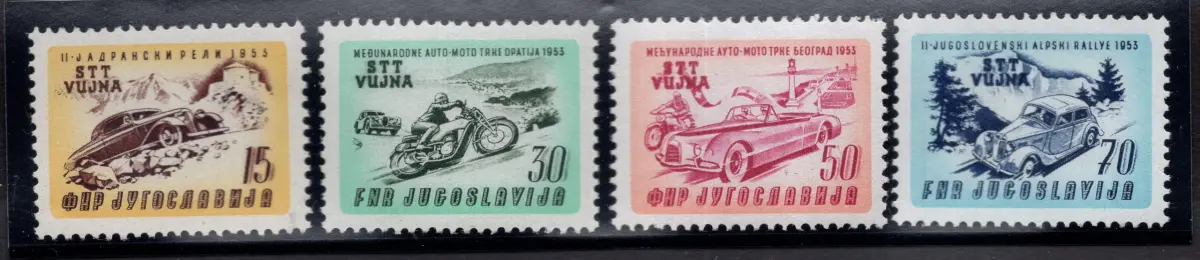 II - ЈАДРАНСКИ РЕЛИ 1953
STT
VUJNA
15
ФНР ЈУГОСЛАВИЈА
MEĐUNARODNE AUTO-MOTO TRKE OPATIJA 1953
STT
VUJNA
30
FNR JUGOSLAVIJA
МЕЂУНАРОДНЕ АУТО-МОТО ТРКЕ БЕОГРАД 1953
STT
VUJNA
50
ФНР ЈУГОСЛАВИЈА
II - JUGOSLOVENSKI ALPSKI RALLYE 1953
STT
VUJNA
70
FNR JUGOSLAVIJA